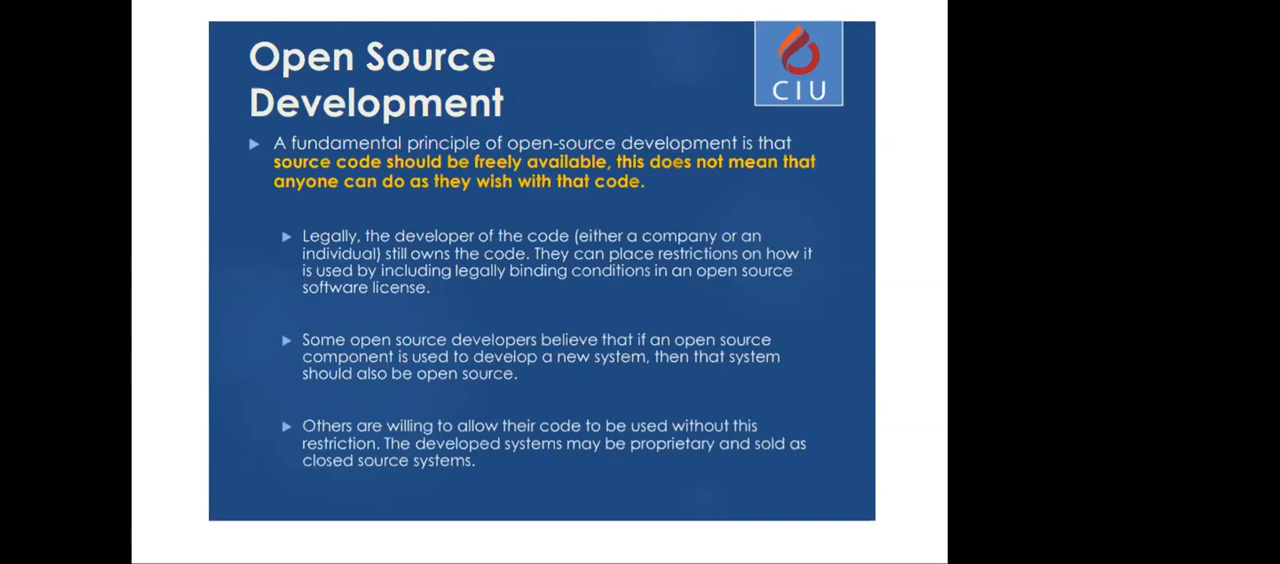 Open Source
Development
CIU
A fundamental principle of open-source development is that
source code should be freely available, this does not mean that
anyone can do as they wish with that code.
Legally, the developer of the code (either a company or an
individual) still owns the code. They can place restrictions on how it
is used by including legally binding conditions in an open source
software license.
Some open source developers believe that if an open source
component is used to develop a new system, then that system
should also be open source.
Others are willing to allow their code to be used without this
restriction. The developed systems may be proprietary and sold as
closed source systems.